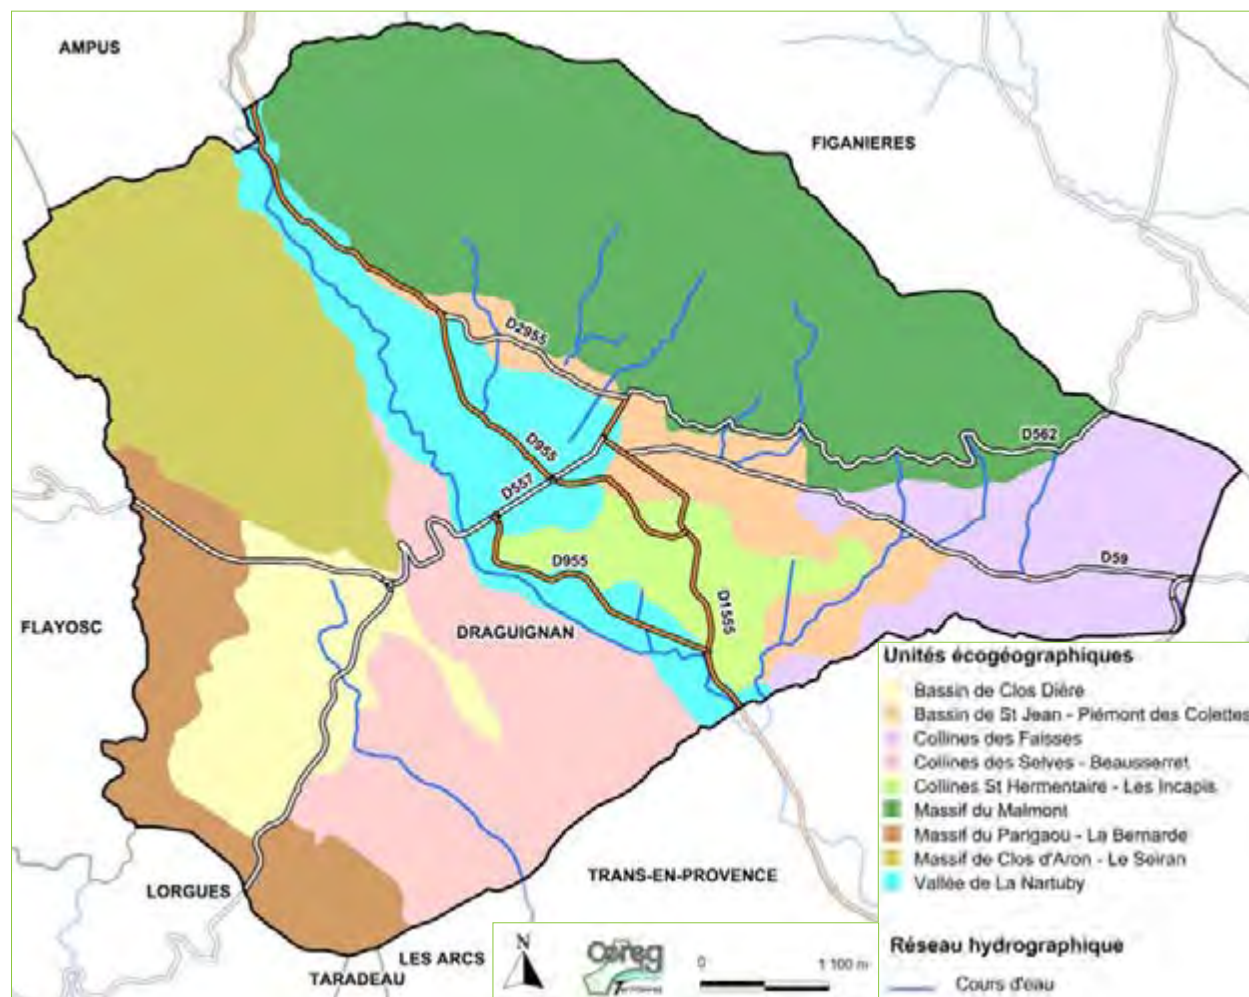 AMPUS
FIGANIERES
D2955
D955
D562
D557
D955
D1555
D59
FLAYOSC
DRAGUIGNAN
Unités écogéographiques
Bassin de Clos Dière
Bassin de St Jean - Piémont des Colettes
Collines des Faïsses
Collines des Selves - Beausserret
Collines St Hermentaire - Les Incapis
Massif du Malmont
Massif du Parigaou - La Bernarde
Massif de Clos d'Aron - Le Seiran
Vallée de La Nartuby
TRANS-EN-PROVENCE
LORGUES
LES ARCS
TARADEAU
N
Cereg
Territoires
0 1 100 m
Réseau hydrographique
Cours d'eau